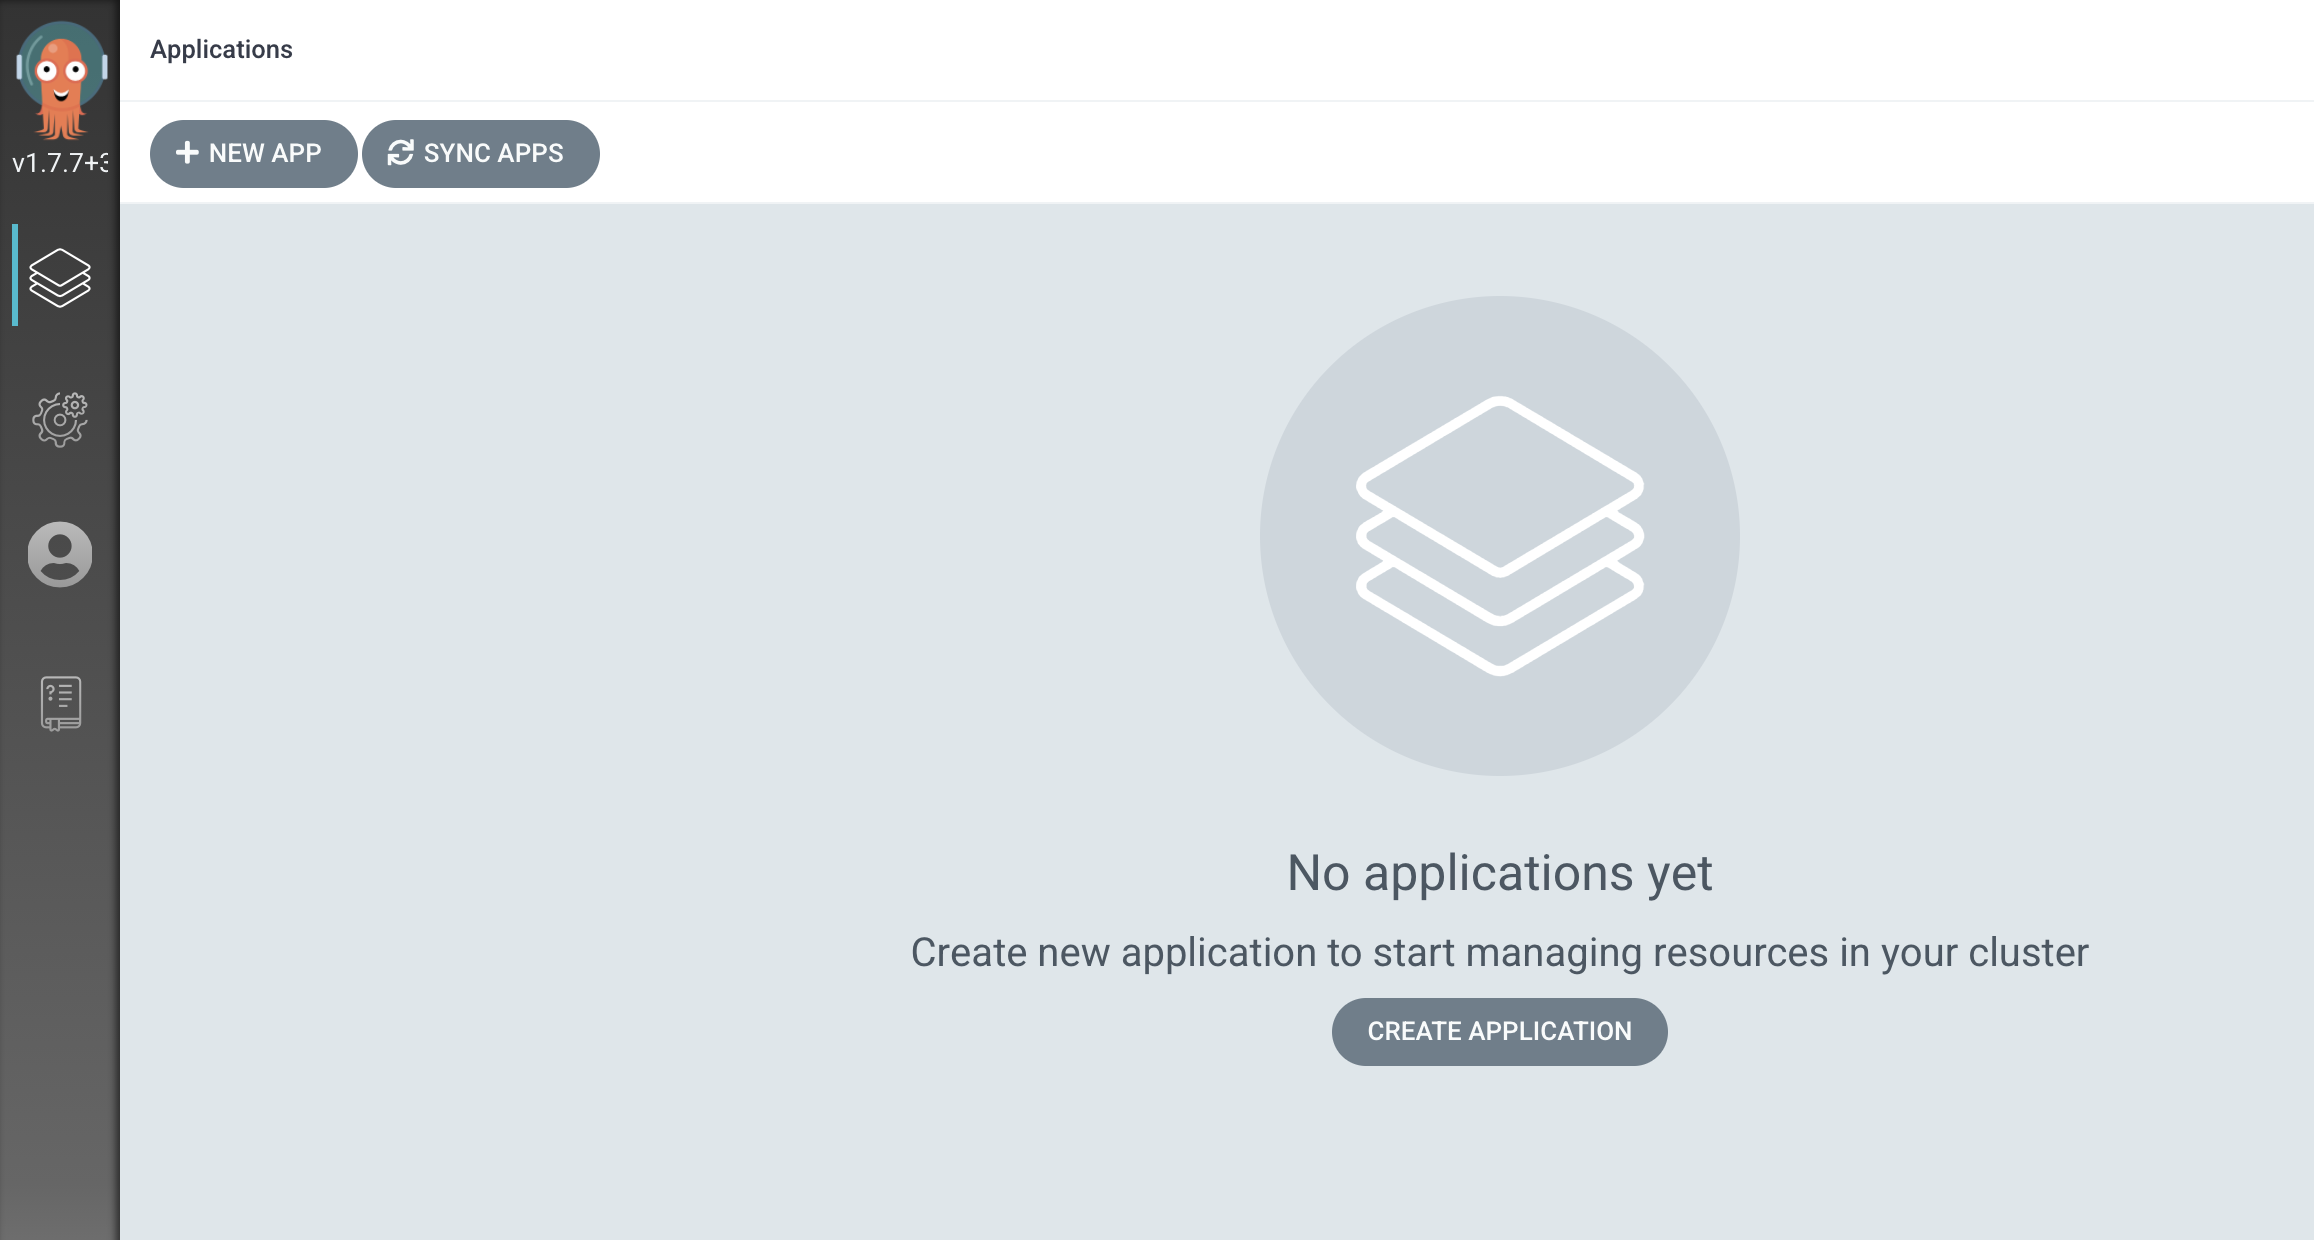 Applications
NEW APP
SYNC APPS
v1.7.7+3
?
No applications yet
Create new application to start managing resources in your cluster
CREATE APPLICATION